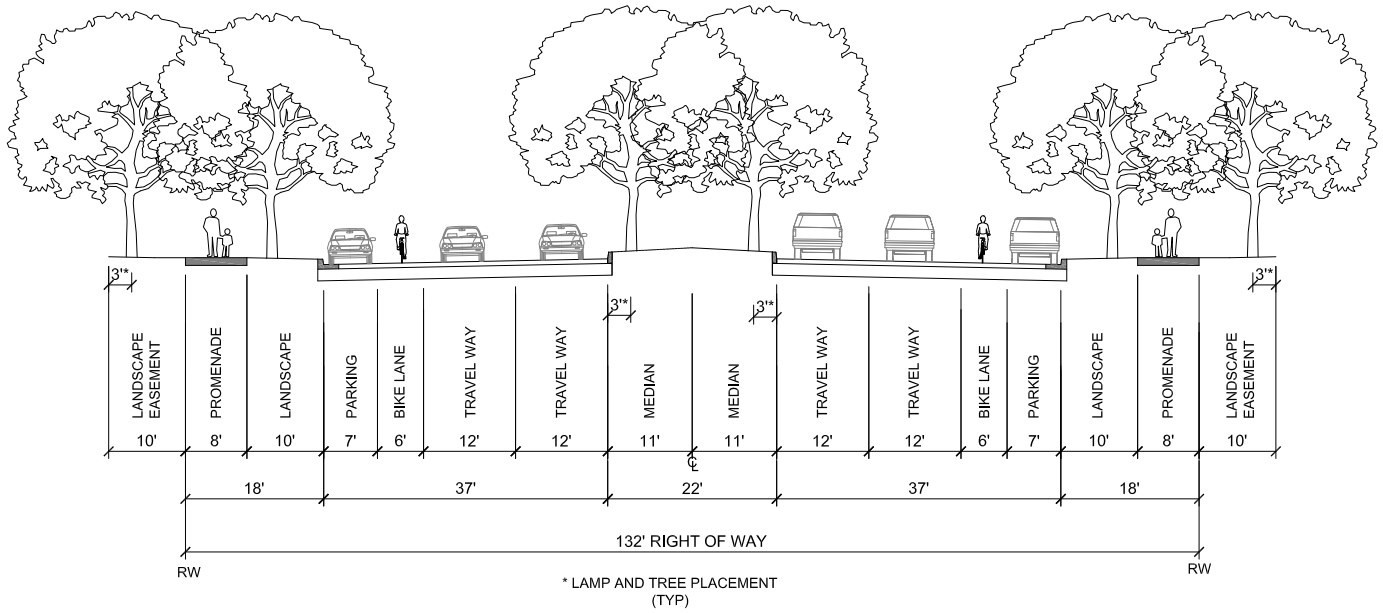 3'*
3'*
3'*
3'*
LANDSCAPE
EASEMENT
PROMENADE
LANDSCAPE
PARKING
BIKE LANE
TRAVEL WAY
TRAVEL WAY
MEDIAN
MEDIAN
TRAVEL WAY
TRAVEL WAY
BIKE LANE
PARKING
LANDSCAPE
PROMENADE
LANDSCAPE
EASEMENT
10' 8' 10' 7' 6' 12' 12' 11' 11' 12' 12' 6' 7' 10' 8' 10'
℄
18' 37' 22' 37' 18'
132' RIGHT OF WAY
RW RW
* LAMP AND TREE PLACEMENT
(TYP)